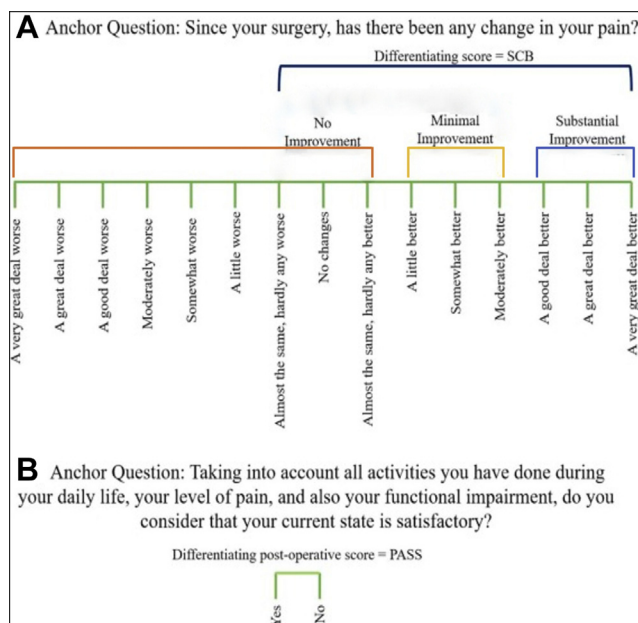 A Anchor Question: Since your surgery, has there been any change in your pain?
Differentiating score = SCB
No
Improvement
Minimal
Improvement
Substantial
Improvement
A very great deal worse
A great deal worse
A good deal worse
Moderately worse
Somewhat worse
A little worse
Almost the same, hardly any worse
No changes
Almost the same, hardly any better
A little better
Somewhat better
Moderately better
A good deal better
A great deal better
A very great deal better
B Anchor Question: Taking into account all activities you have done during
your daily life, your level of pain, and also your functional impairment, do you
consider that your current state is satisfactory?
Differentiating post-operative score = PASS
Yes
No